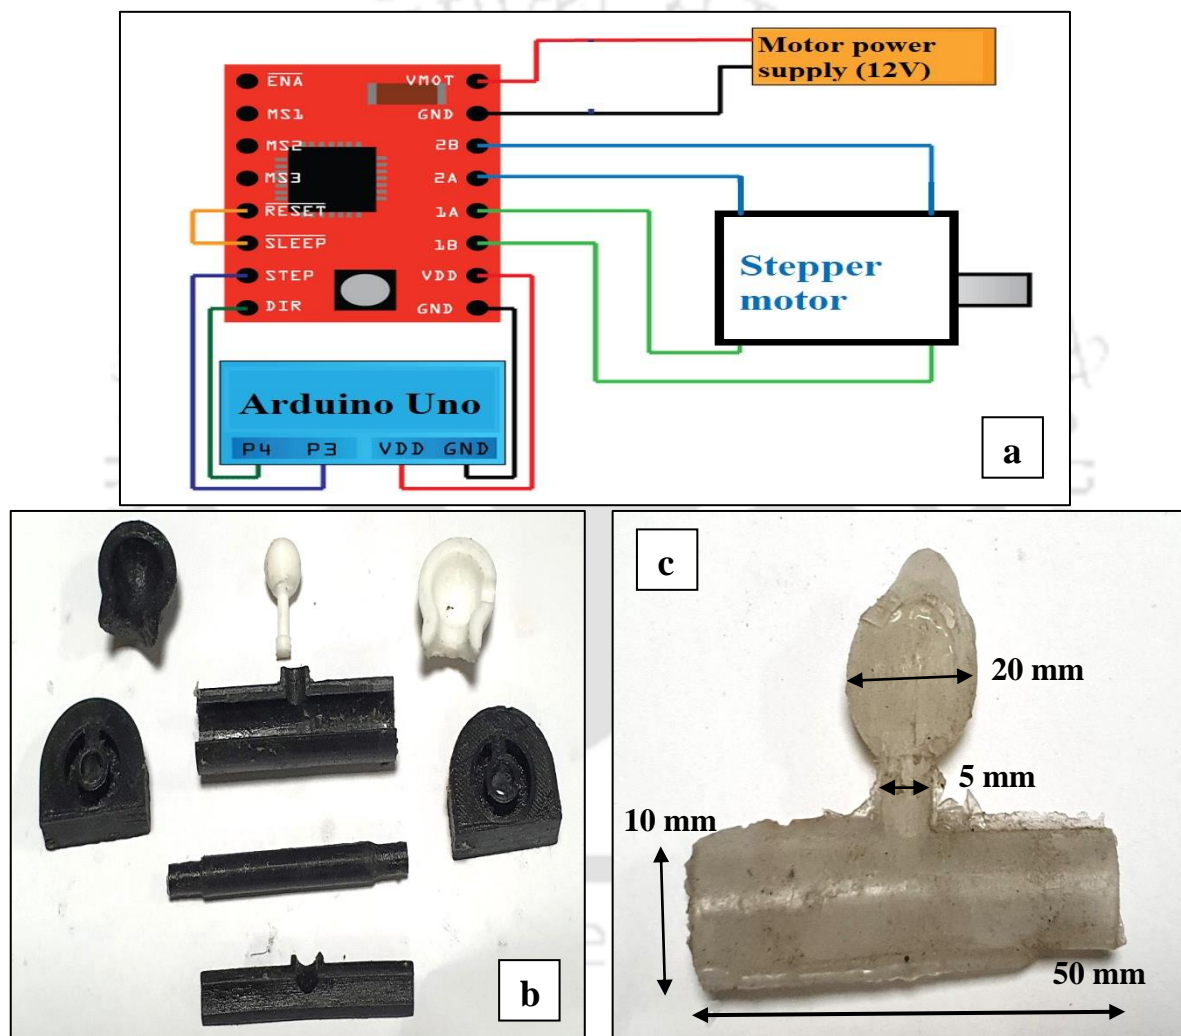 Motor power
supply (12V)
ENA
MS1
MS2
MS3
RESET
SLEEP
STEP
DIR
VMOT
GND
2B
2A
1A
1B
VDD
GND
Stepper
motor
Arduino Uno
P4 P3 VDD GND
a
b
c
20 mm
5 mm
10 mm
50 mm